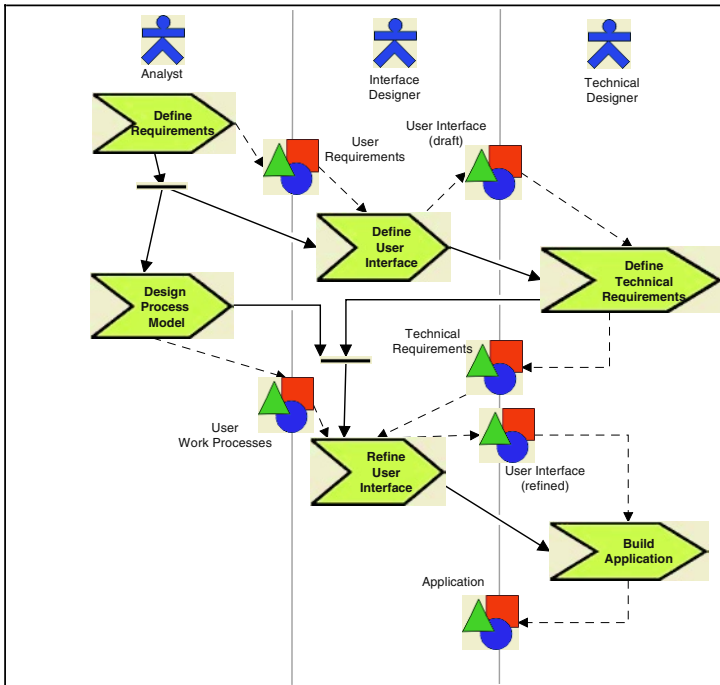 Analyst
Interface
Designer
Technical
Designer
Define
Requirements
User
Requirements
User Interface
(draft)
Define
User
Interface
Define
Technical
Requirements
Design
Process
Model
Technical
Requirements
User
Work Processes
Refine
User
Interface
User Interface
(refined)
Build
Application
Application